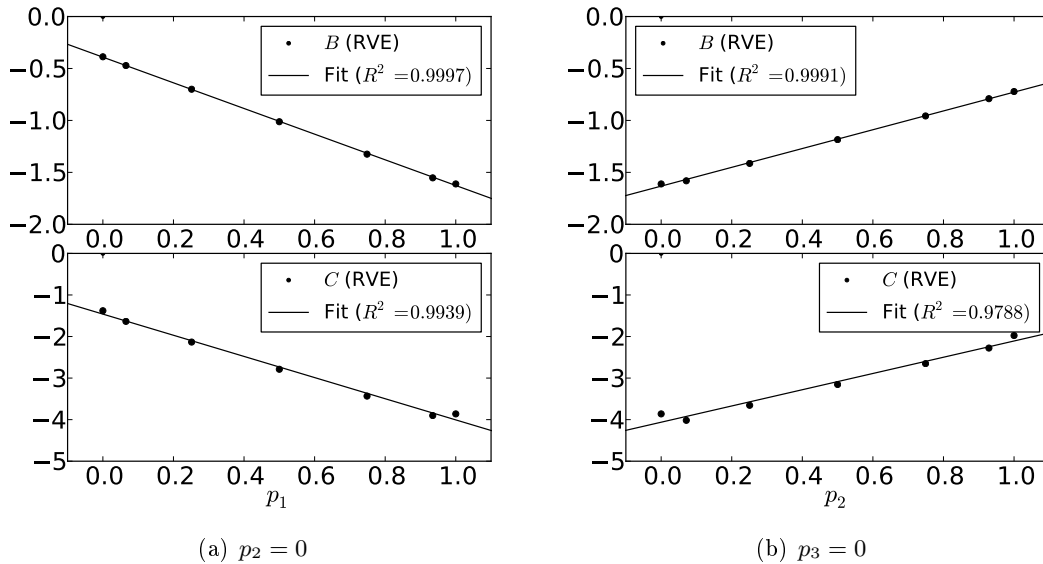 0.0
−0.5
−1.0
−1.5
−2.0
B (RVE)
Fit (R² =0.9997)
0.0 0.2 0.4 0.6 0.8 1.0
0
−1
−2
−3
−4
−5
C (RVE)
Fit (R² =0.9939)
0.0 0.2 0.4 0.6 0.8 1.0
p₁
(a) p₂ = 0
0.0
−0.5
−1.0
−1.5
−2.0
B (RVE)
Fit (R² =0.9991)
0.0 0.2 0.4 0.6 0.8 1.0
0
−1
−2
−3
−4
−5
C (RVE)
Fit (R² =0.9788)
0.0 0.2 0.4 0.6 0.8 1.0
p₂
(b) p₃ = 0